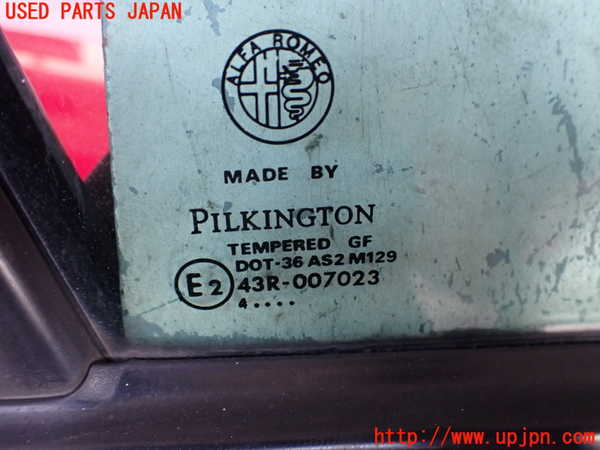 USED PARTS JAPAN
ALFA ROMEO
MADE BY
PILKINGTON
TEMPERED GF
DOT-36 AS2 M129
E2 43R-007023
4 ....
http://www.upjpn.com